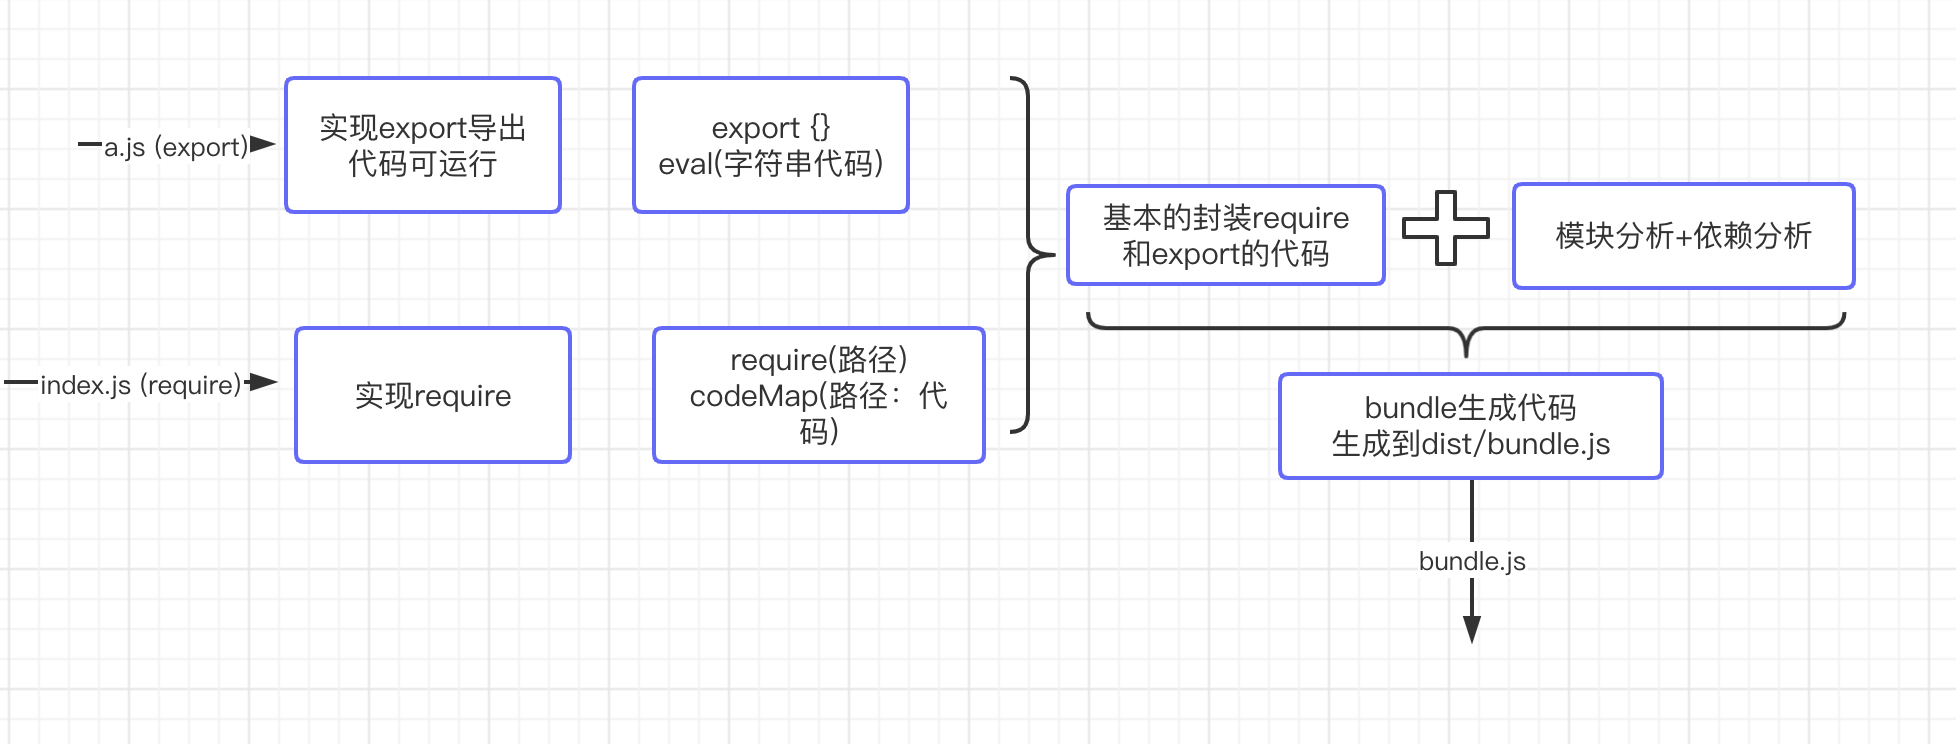 a.js (export)
实现export导出
代码可运行
export {}
eval(字符串代码)
index.js (require)
实现require
require(路径)
codeMap(路径：代
码)
基本的封装require
和export的代码
模块分析+依赖分析
bundle生成代码
生成到dist/bundle.js
bundle.js